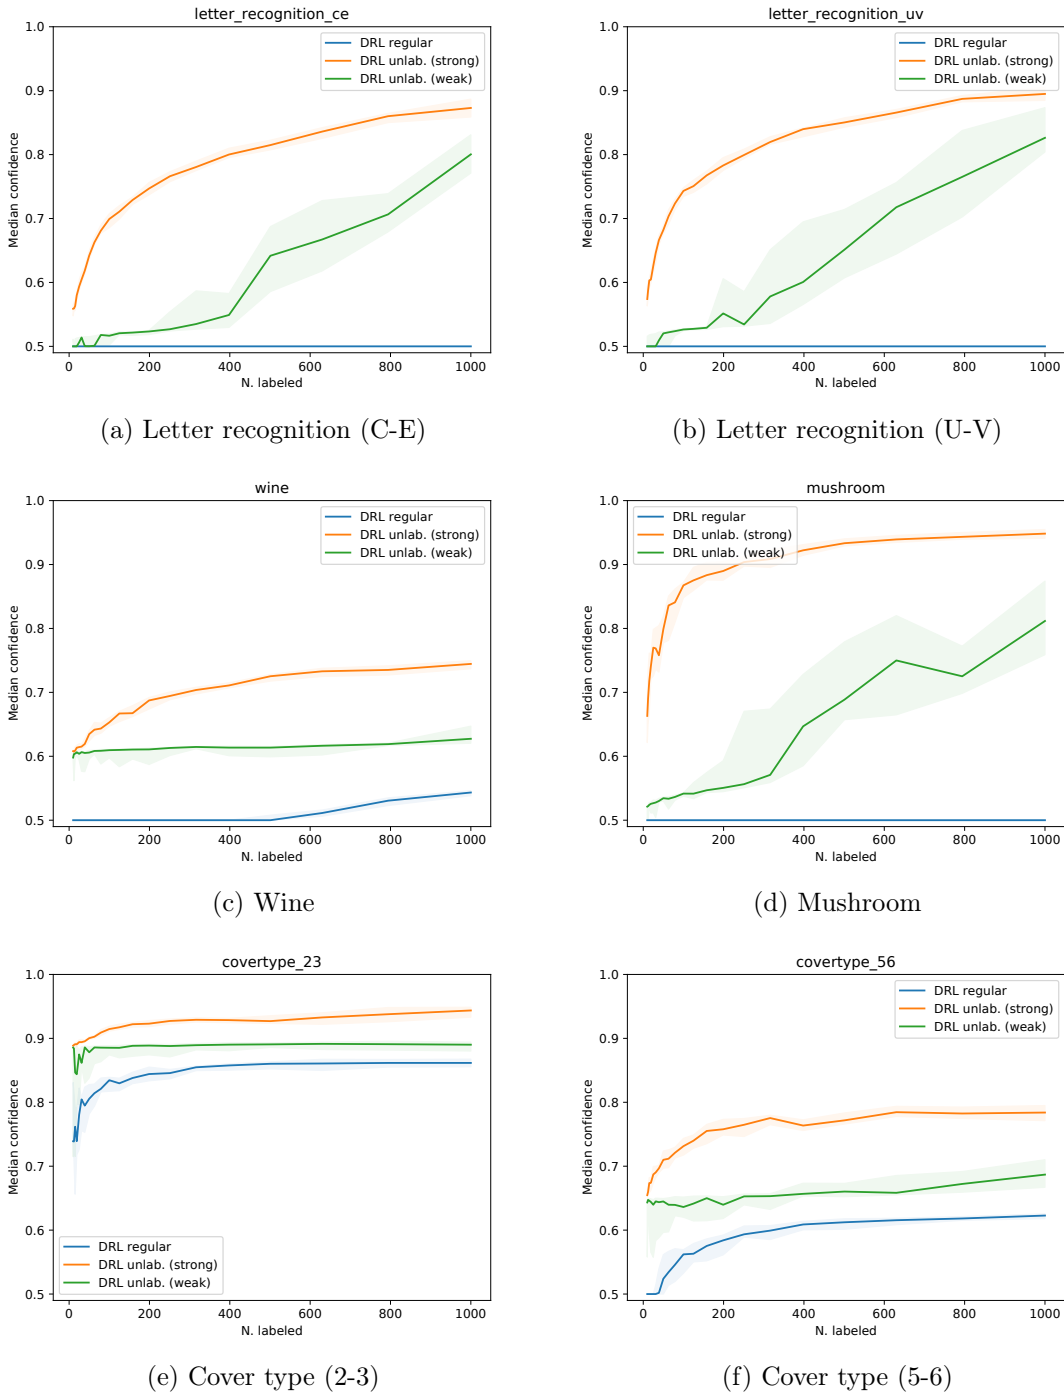 letter_recognition_ce
1.0
0.9
0.8
0.7
0.6
0.5
Median confidence
DRL regular
DRL unlab. (strong)
DRL unlab. (weak)
0 200 400 600 800 1000
N. labeled
(a) Letter recognition (C-E)
letter_recognition_uv
1.0
0.9
0.8
0.7
0.6
0.5
Median confidence
DRL regular
DRL unlab. (strong)
DRL unlab. (weak)
0 200 400 600 800 1000
N. labeled
(b) Letter recognition (U-V)
wine
1.0
0.9
0.8
0.7
0.6
0.5
Median confidence
DRL regular
DRL unlab. (strong)
DRL unlab. (weak)
0 200 400 600 800 1000
N. labeled
(c) Wine
mushroom
1.0
0.9
0.8
0.7
0.6
0.5
Median confidence
DRL regular
DRL unlab. (strong)
DRL unlab. (weak)
0 200 400 600 800 1000
N. labeled
(d) Mushroom
covertype_23
1.0
0.9
0.8
0.7
0.6
0.5
Median confidence
DRL regular
DRL unlab. (strong)
DRL unlab. (weak)
0 200 400 600 800 1000
N. labeled
(e) Cover type (2-3)
covertype_56
1.0
0.9
0.8
0.7
0.6
0.5
Median confidence
DRL regular
DRL unlab. (strong)
DRL unlab. (weak)
0 200 400 600 800 1000
N. labeled
(f) Cover type (5-6)